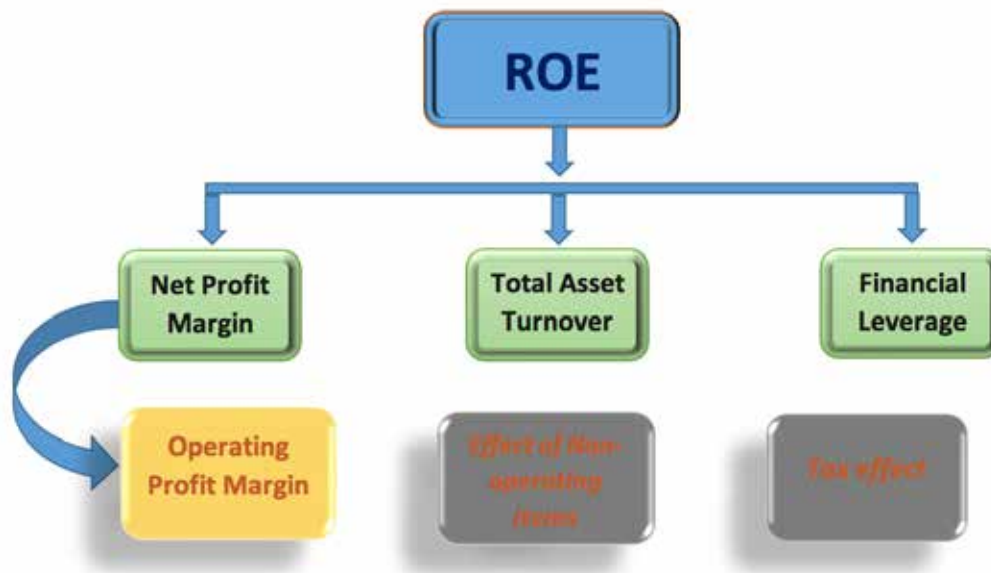 ROE
Net Profit
Margin
Total Asset
Turnover
Financial
Leverage
Operating
Profit Margin
Effect of Non-
operating
items
Tax effect